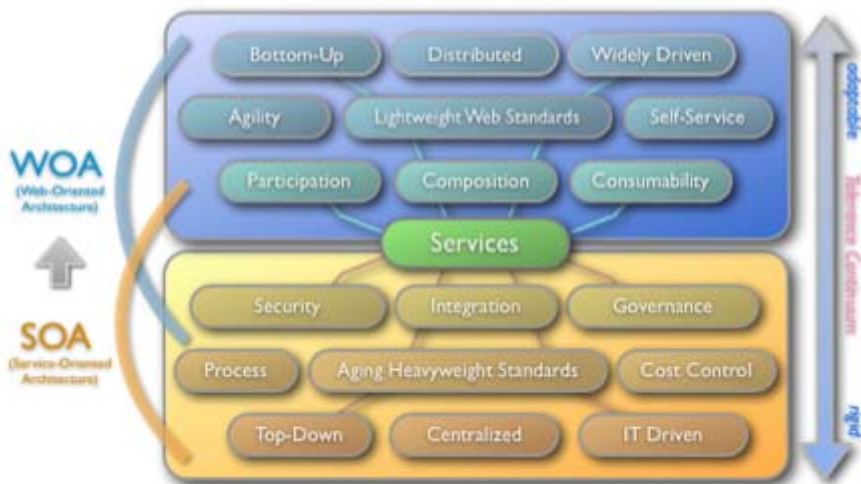 Bottom-Up
Distributed
Widely Driven
Agility
Lightweight Web Standards
Self-Service
Participation
Composition
Consumability
Services
Security
Integration
Governance
Process
Aging Heavyweight Standards
Cost Control
Top-Down
Centralized
IT Driven
WOA
(Web-Oriented
Architecture)
SOA
(Service-Oriented
Architecture)
adaptable
Tolerance Continuum
rigid